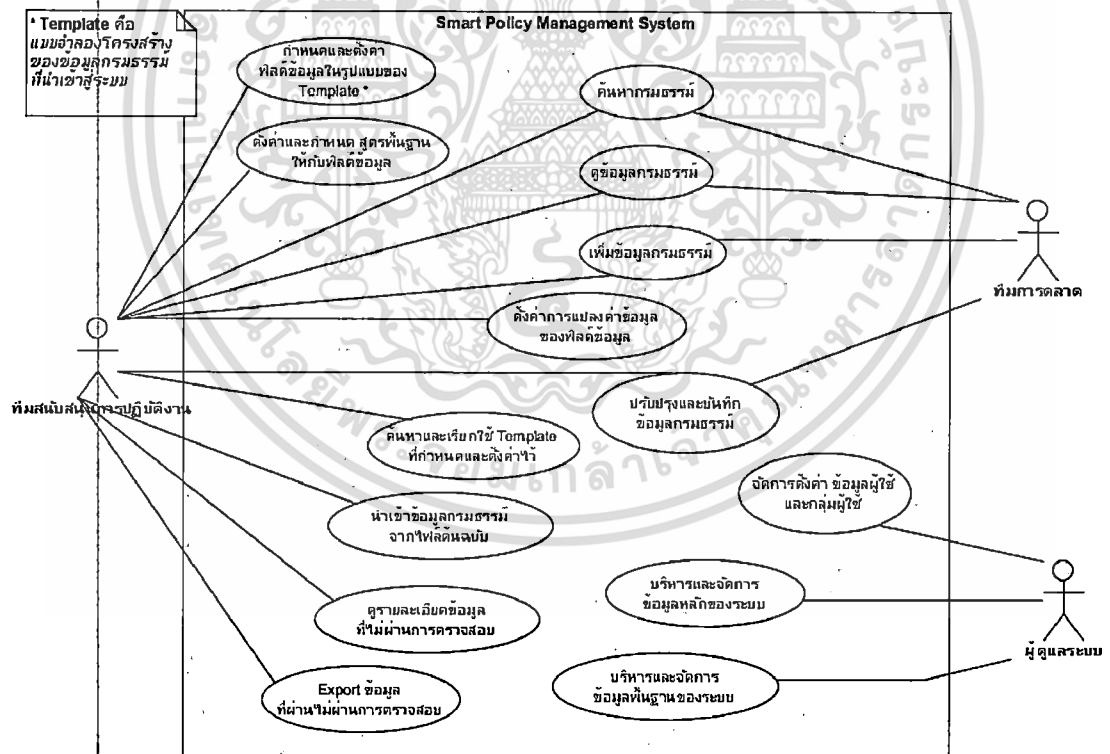 * Template คือ
แบบจำลองโครงสร้าง
ของข้อมูลกรมธรรม์
ที่นำเข้าสู่ระบบ
Smart Policy Management System
กำหนดและตั้งค่า
ฟิลด์ข้อมูลในรูปแบบของ
Template *
ตั้งค่าและกำหนด สูตรพื้นฐาน
ให้กับฟิลด์ข้อมูล
ค้นหากรมธรรม์
ดูข้อมูลกรมธรรม์
เพิ่มข้อมูลกรมธรรม์
ตั้งค่าการแปลงค่าข้อมูล
ของฟิลด์ข้อมูล
ทีมการตลาด
ทีมสนับสนุนการปฏิบัติงาน
ปรับปรุงและบันทึก
ข้อมูลกรมธรรม์
ค้นหาและเรียกใช้ Template
ที่กำหนดและตั้งค่าไว้
จัดการตั้งค่า ข้อมูลผู้ใช้
และกลุ่มผู้ใช้
นำเข้าข้อมูลกรมธรรม์
จากไฟล์ต้นฉบับ
บริหารและจัดการ
ข้อมูลหลักของระบบ
ดูรายละเอียดข้อมูล
ที่ไม่ผ่านการตรวจสอบ
ผู้ดูแลระบบ
บริหารและจัดการ
ข้อมูลพื้นฐานของระบบ
Export ข้อมูล
ที่ผ่าน/ไม่ผ่านการตรวจสอบ